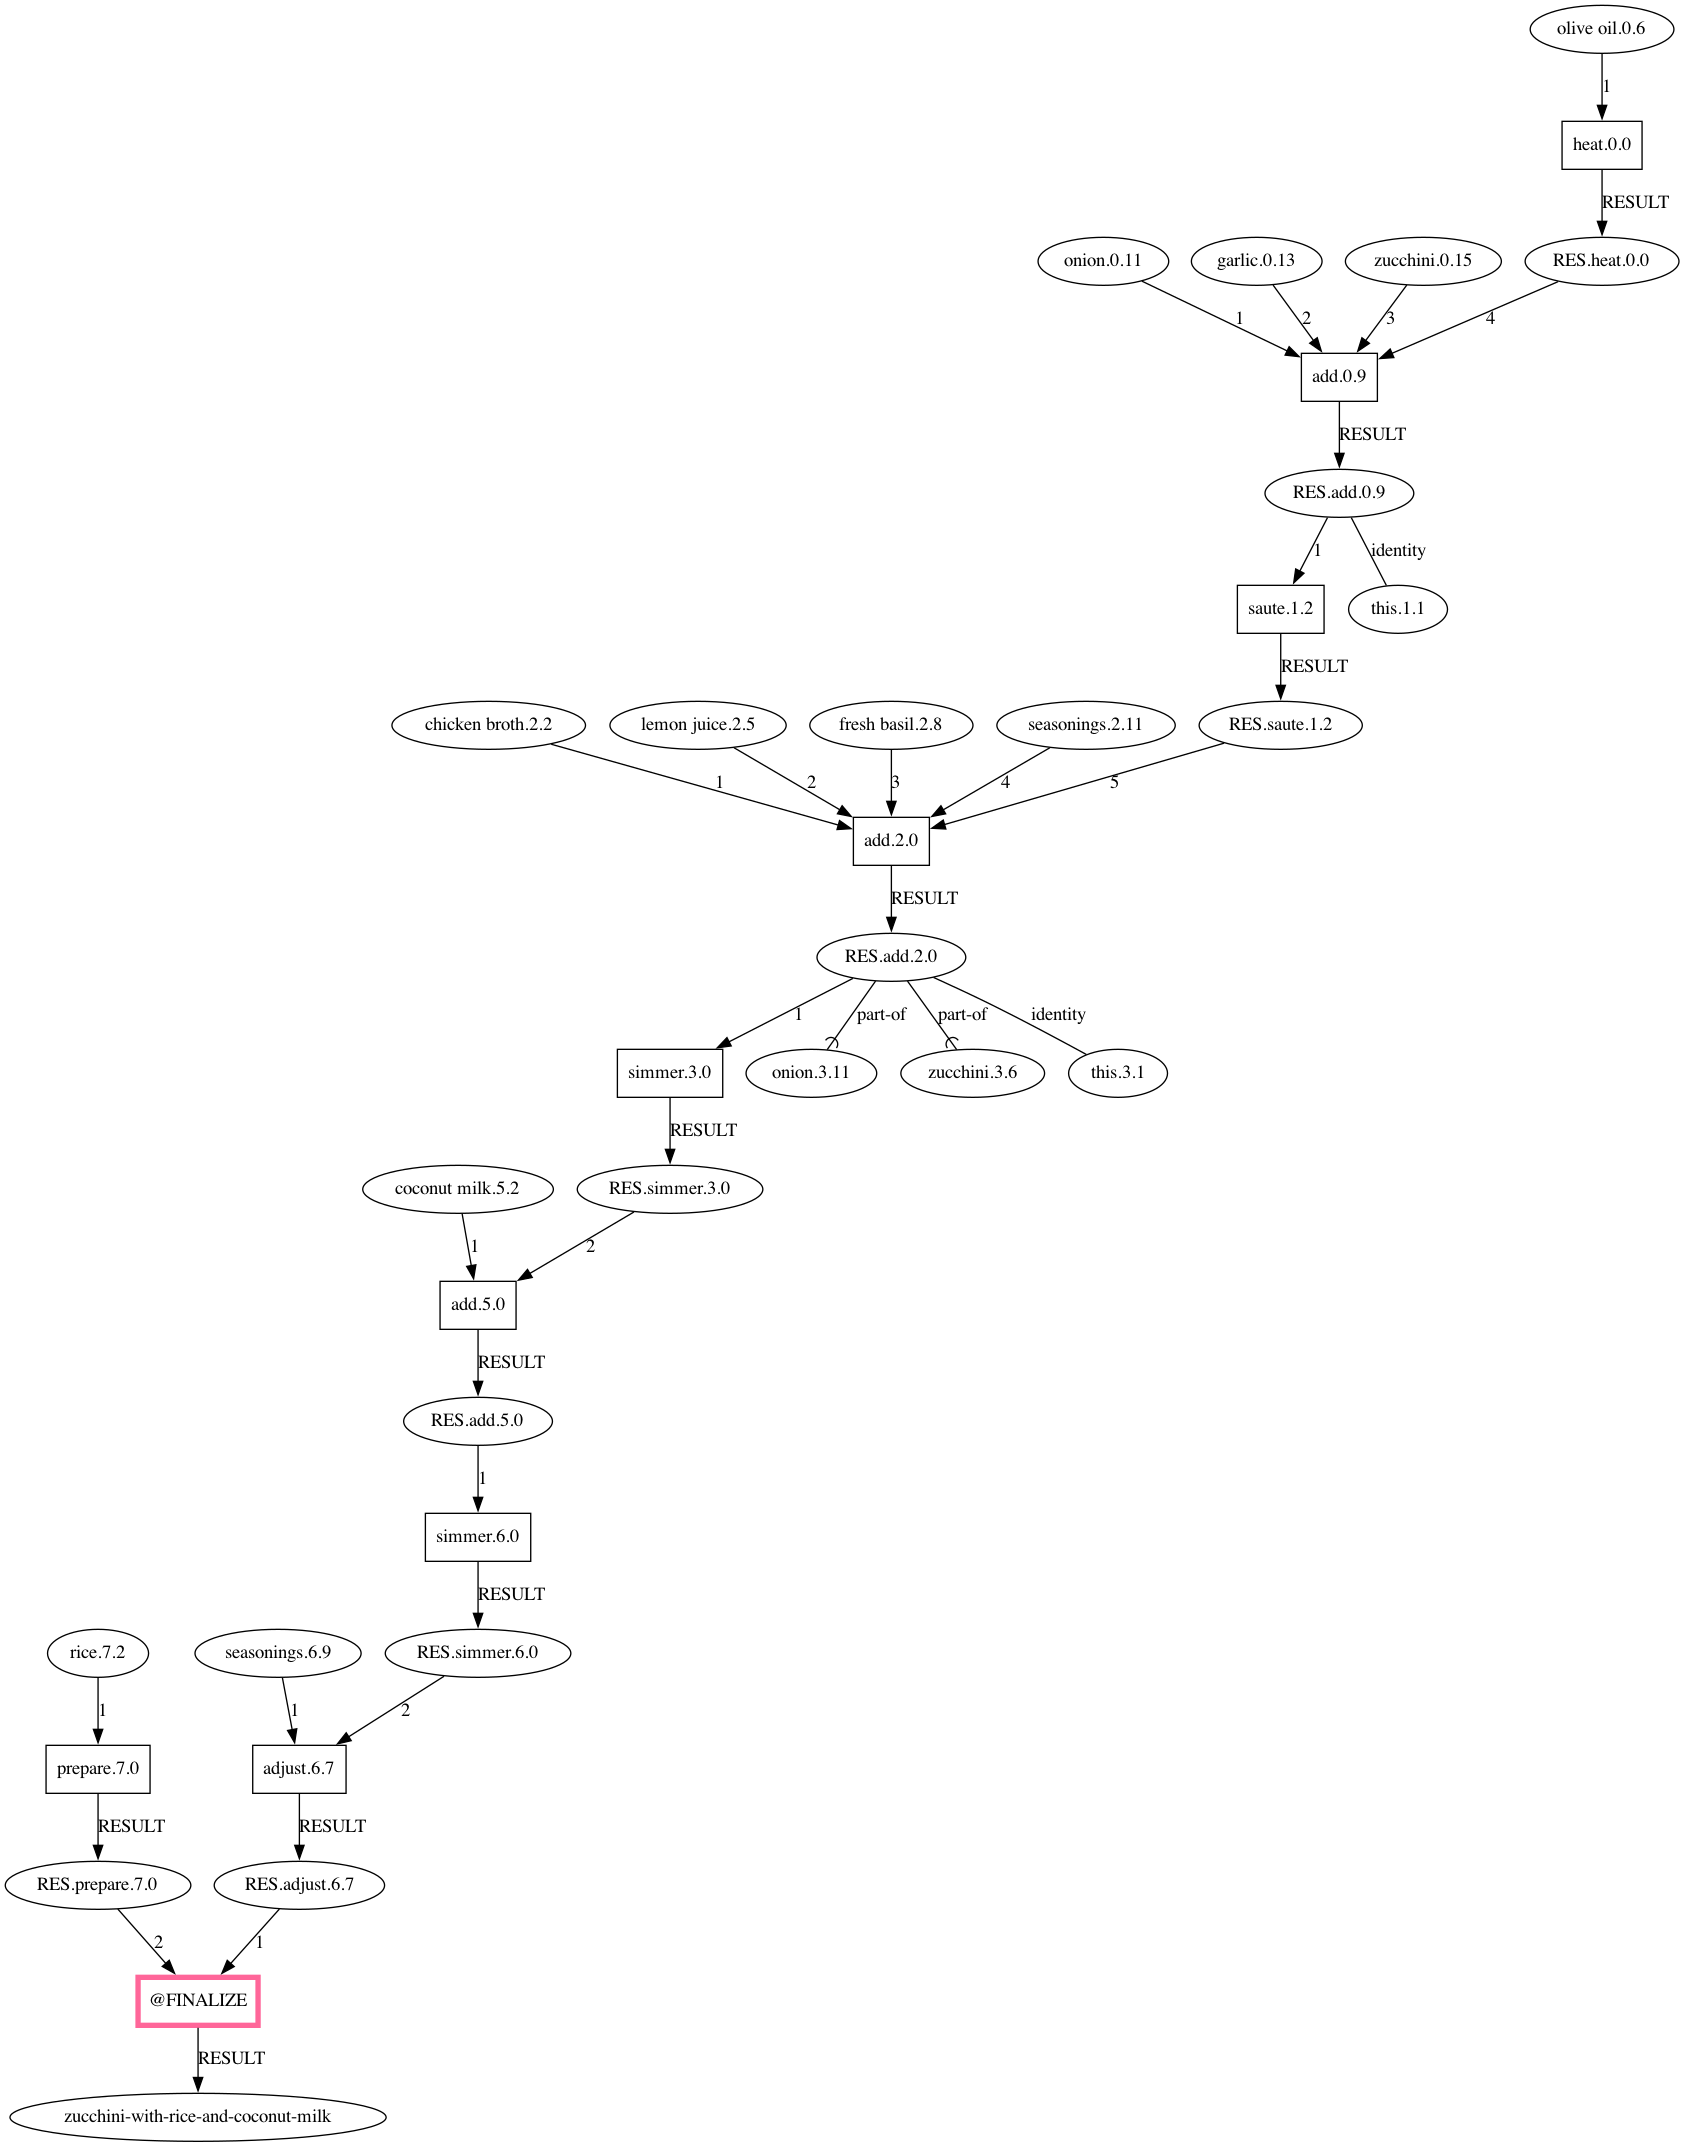 olive oil.0.6
1
heat.0.0
RESULT
onion.0.11 garlic.0.13 zucchini.0.15 RES.heat.0.0
1 2 3 4
add.0.9
RESULT
RES.add.0.9
1 identity
saute.1.2 this.1.1
RESULT
chicken broth.2.2 lemon juice.2.5 fresh basil.2.8 seasonings.2.11 RES.saute.1.2
1 2 3 4 5
add.2.0
RESULT
RES.add.2.0
1 part-of part-of identity
simmer.3.0 onion.3.11 zucchini.3.6 this.3.1
RESULT
coconut milk.5.2 RES.simmer.3.0
1 2
add.5.0
RESULT
RES.add.5.0
1
simmer.6.0
RESULT
rice.7.2 seasonings.6.9 RES.simmer.6.0
1 1 2
prepare.7.0 adjust.6.7
RESULT RESULT
RES.prepare.7.0 RES.adjust.6.7
2 1
@FINALIZE
RESULT
zucchini-with-rice-and-coconut-milk